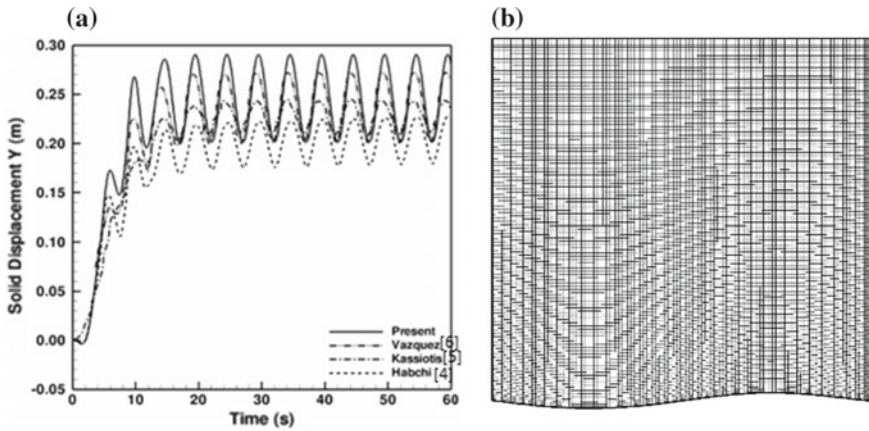 (a)
(b)
Solid Displacement Y (m)
0.30
0.25
0.20
0.15
0.10
0.05
0.00
-0.05
Present
Vazquez[6]
Kassiotis[5]
Habchi [4]
0 10 20 30 40 50 60
Time (s)